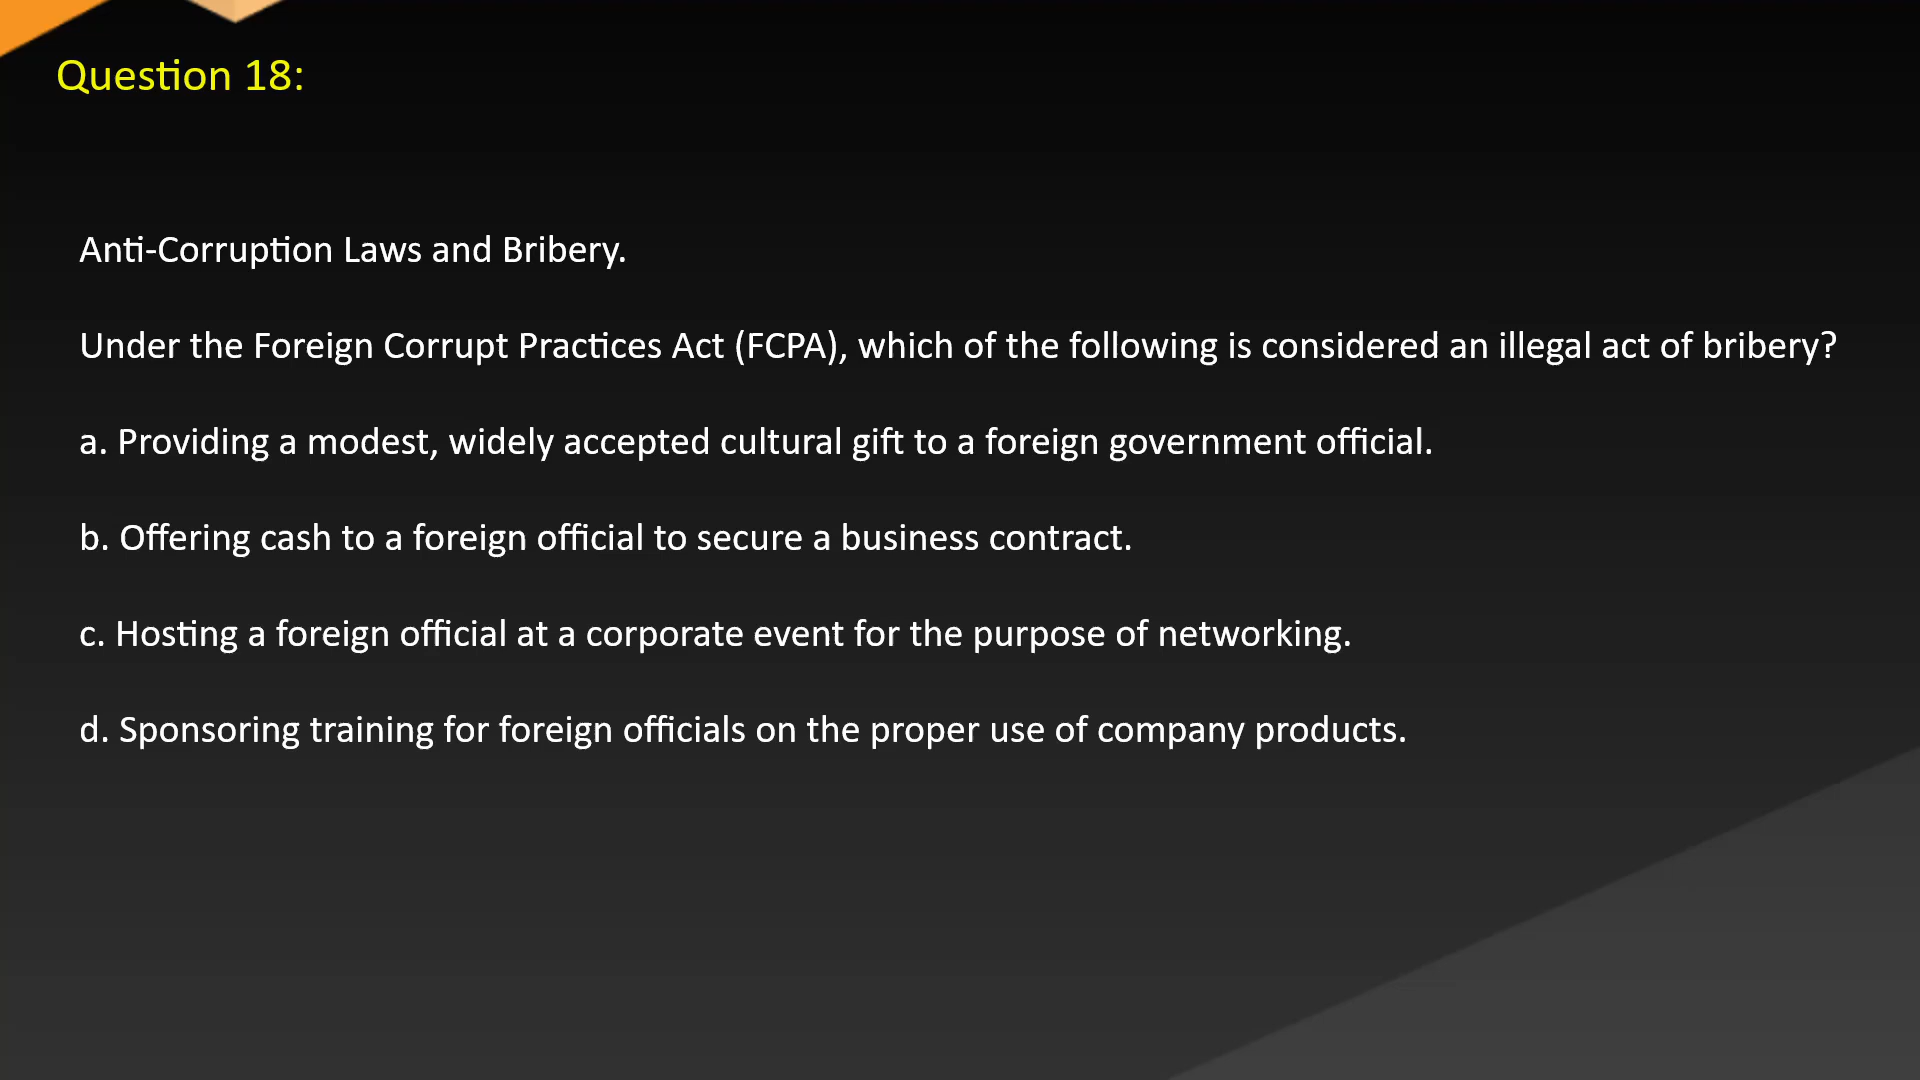 Question 18:
Anti-Corruption Laws and Bribery.
Under the Foreign Corrupt Practices Act (FCPA), which of the following is considered an illegal act of bribery?
a. Providing a modest, widely accepted cultural gift to a foreign government official.
b. Offering cash to a foreign official to secure a business contract.
c. Hosting a foreign official at a corporate event for the purpose of networking.
d. Sponsoring training for foreign officials on the proper use of company products.